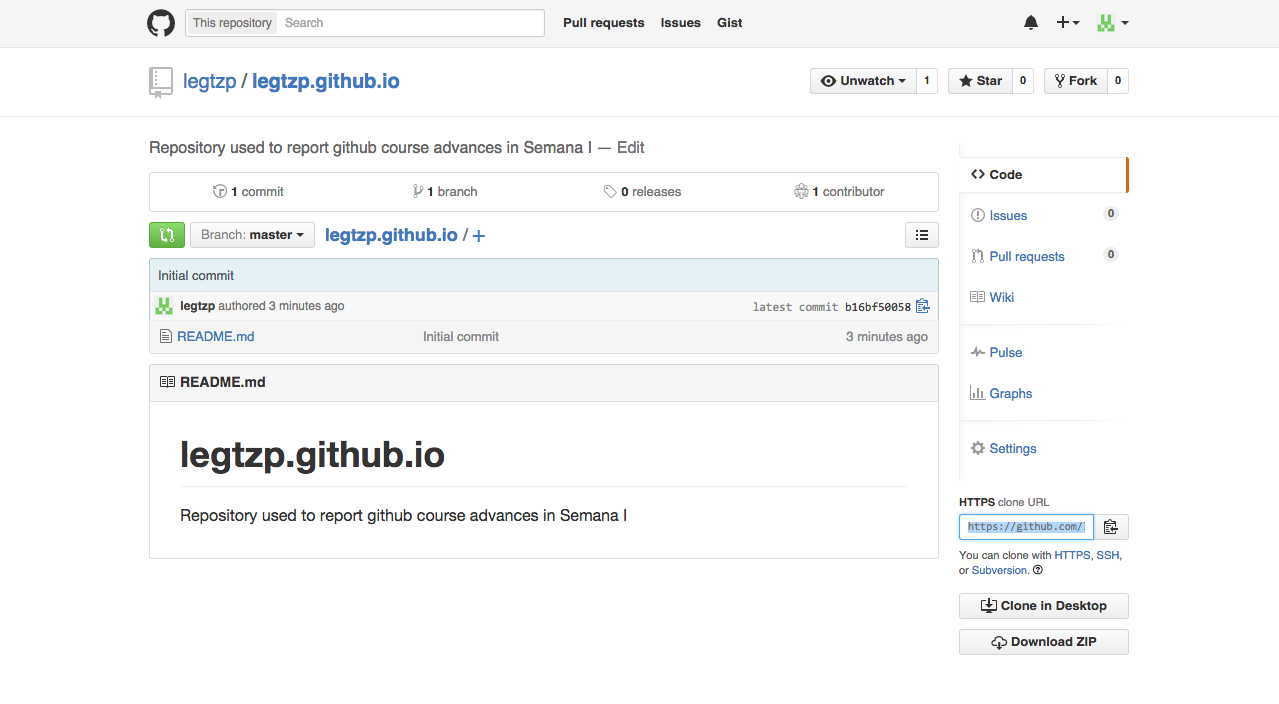 This repository Search Pull requests Issues Gist
legtzp / legtzp.github.io Unwatch 1 Star 0 Fork 0
Repository used to report github course advances in Semana I — Edit
1 commit 1 branch 0 releases 1 contributor
Branch: master legtzp.github.io / +
Initial commit
legtzp authored 3 minutes ago latest commit b16bf50058
README.md Initial commit 3 minutes ago
README.md
legtzp.github.io
Repository used to report github course advances in Semana I
Code
Issues 0
Pull requests 0
Wiki
Pulse
Graphs
Settings
HTTPS clone URL
https://github.com/
You can clone with HTTPS, SSH,
or Subversion.
Clone in Desktop
Download ZIP